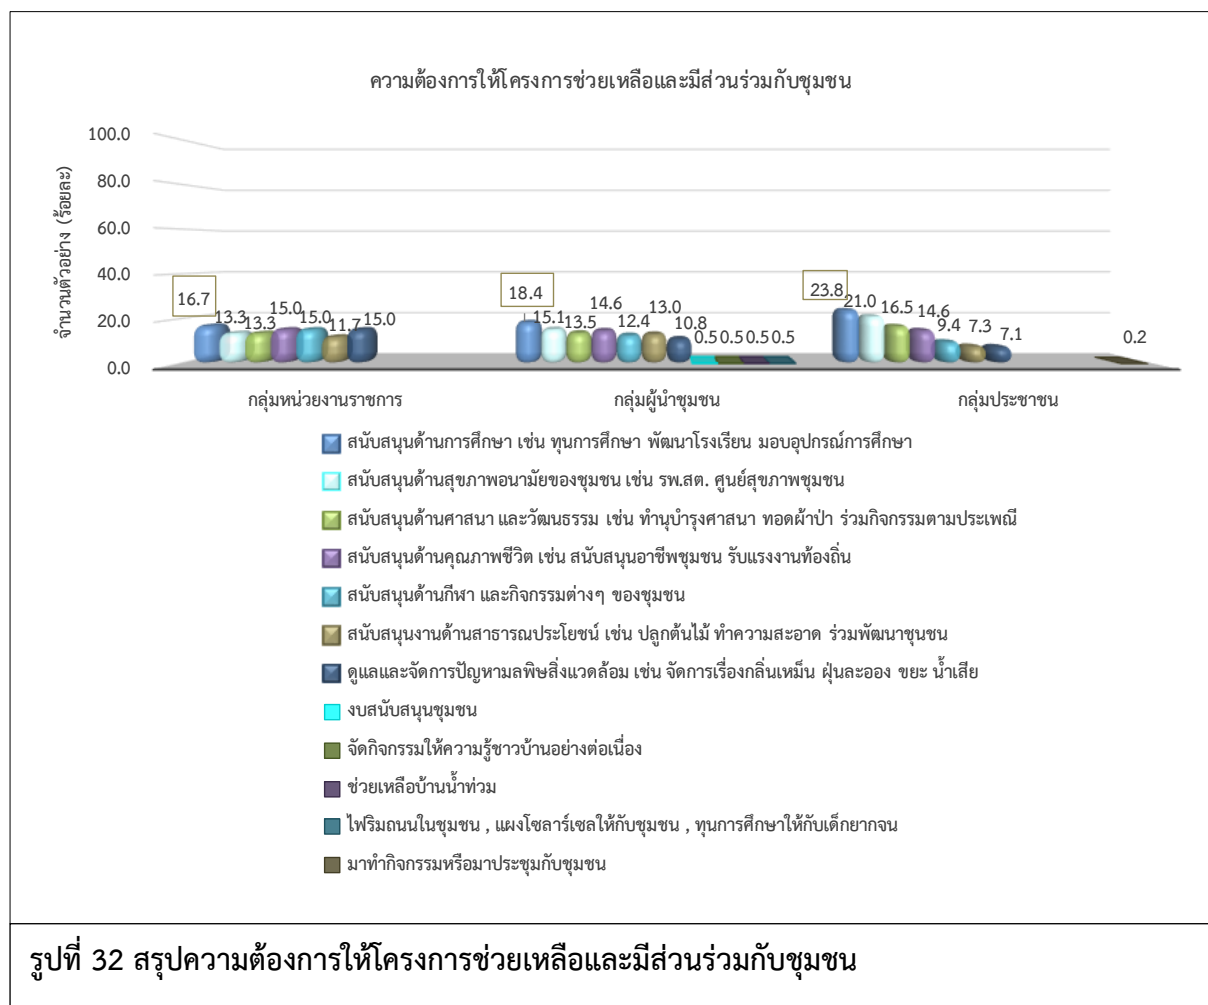 ความต้องการให้โครงการช่วยเหลือและมีส่วนร่วมกับชุมชน
จำนวนตัวอย่าง (ร้อยละ)
100.0
80.0
60.0
40.0
20.0
0.0
16.7 13.3 13.3 15.0 15.0 11.7 15.0
18.4 15.1 13.5 14.6 12.4 13.0 10.8 0.5 0.5 0.5 0.5
23.8 21.0 16.5 14.6 9.4 7.3 7.1 0.2
กลุ่มหน่วยงานราชการ กลุ่มผู้นำชุมชน กลุ่มประชาชน
สนับสนุนด้านการศึกษา เช่น ทุนการศึกษา พัฒนาโรงเรียน มอบอุปกรณ์การศึกษา
สนับสนุนด้านสุขภาพอนามัยของชุมชน เช่น รพ.สต. ศูนย์สุขภาพชุมชน
สนับสนุนด้านศาสนา และวัฒนธรรม เช่น ทำนุบำรุงศาสนา ทอดผ้าป่า ร่วมกิจกรรมตามประเพณี
สนับสนุนด้านคุณภาพชีวิต เช่น สนับสนุนอาชีพชุมชน รับแรงงานท้องถิ่น
สนับสนุนด้านกีฬา และกิจกรรมต่างๆ ของชุมชน
สนับสนุนงานด้านสาธารณประโยชน์ เช่น ปลูกต้นไม้ ทำความสะอาด ร่วมพัฒนาชุนชน
ดูแลและจัดการปัญหามลพิษสิ่งแวดล้อม เช่น จัดการเรื่องกลิ่นเหม็น ฝุ่นละออง ขยะ น้ำเสีย
งบสนับสนุนชุมชน
จัดกิจกรรมให้ความรู้ชาวบ้านอย่างต่อเนื่อง
ช่วยเหลือบ้านน้ำท่วม
ไฟริมถนนในชุมชน , แผงโซลาร์เซลให้กับชุมชน , ทุนการศึกษาให้กับเด็กยากจน
มาทำกิจกรรมหรือมาประชุมกับชุมชน
รูปที่ 32 สรุปความต้องการให้โครงการช่วยเหลือและมีส่วนร่วมกับชุมชน